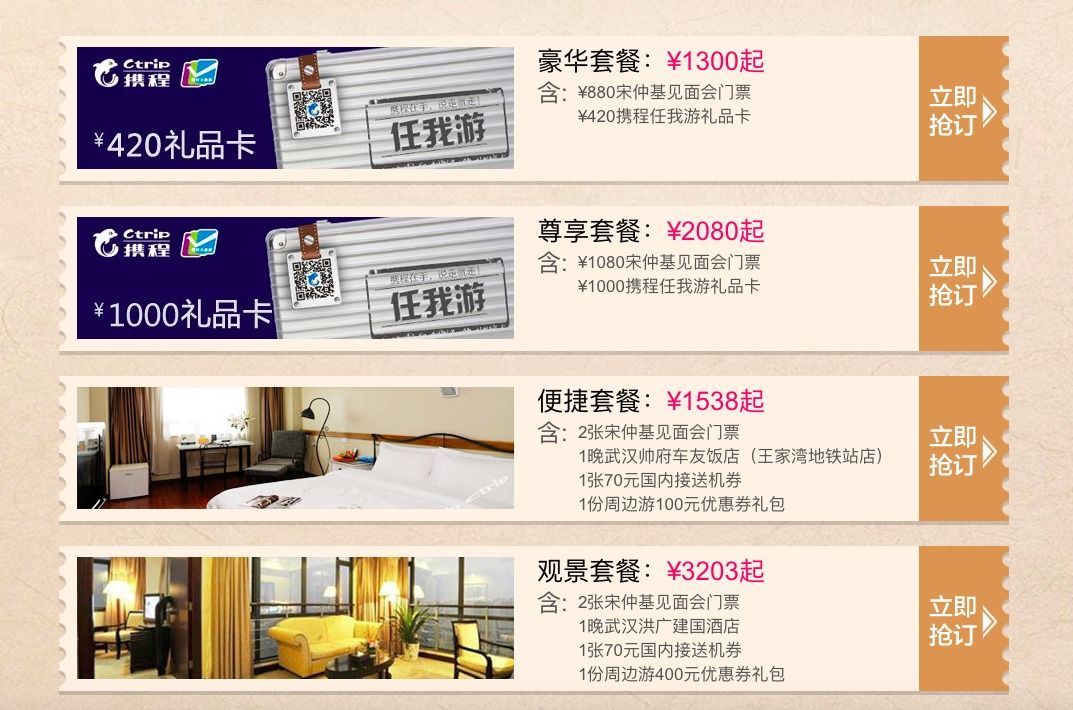 Ctrip
携程
¥420礼品卡
携程在手，说走就走！
任我游
豪华套餐：¥1300起
含: ¥880宋仲基见面会门票
¥420携程任我游礼品卡
立即
抢订
Ctrip
携程
¥1000礼品卡
携程在手，说走就走！
任我游
尊享套餐：¥2080起
含: ¥1080宋仲基见面会门票
¥1000携程任我游礼品卡
立即
抢订
Ctrip
便捷套餐：¥1538起
含: 2张宋仲基见面会门票
1晚武汉帅府车友饭店（王家湾地铁站店）
1张70元国内接送机券
1份周边游100元优惠券礼包
立即
抢订
观景套餐：¥3203起
含: 2张宋仲基见面会门票
1晚武汉洪广建国酒店
1张70元国内接送机券
1份周边游400元优惠券礼包
立即
抢订